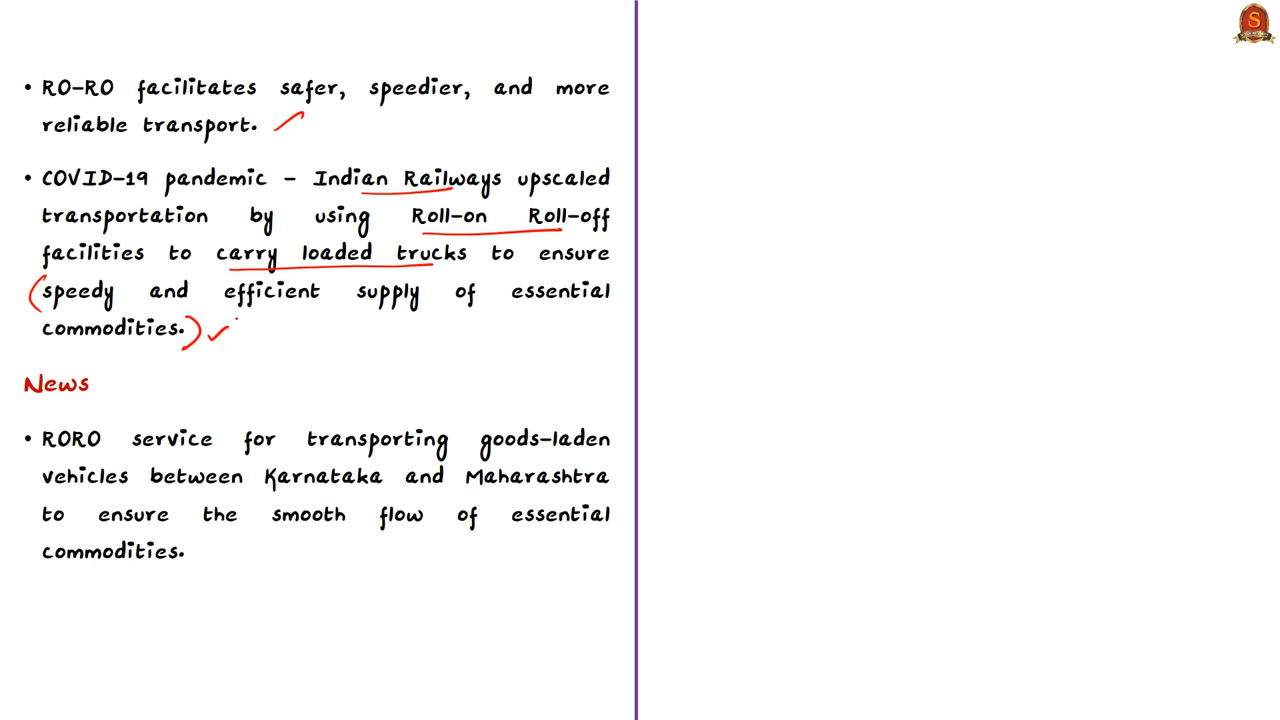 • RO-RO facilitates safer, speedier, and more
reliable transport.
• COVID-19 pandemic - Indian Railways upscaled
transportation by using Roll-on Roll-off
facilities to carry loaded trucks to ensure
speedy and efficient supply of essential
commodities.
News
• RORO service for transporting goods-laden
vehicles between Karnataka and Maharashtra
to ensure the smooth flow of essential
commodities.
S